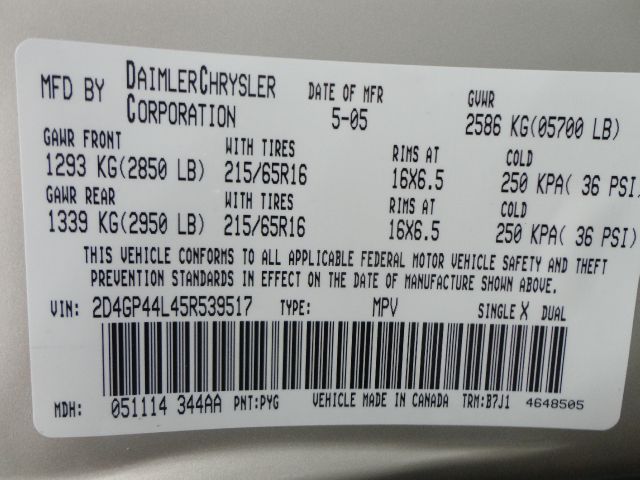 MFD BY DAIMLERCHRYSLER CORPORATION DATE OF MFR 5-05 GVWR 2586 KG(05700 LB)
GAWR FRONT WITH TIRES RIMS AT COLD
1293 KG(2850 LB) 215/65R16 16X6.5 250 KPA( 36 PSI)
GAWR REAR WITH TIRES RIMS AT COLD
1339 KG(2950 LB) 215/65R16 16X6.5 250 KPA( 36 PSI)
THIS VEHICLE CONFORMS TO ALL APPLICABLE FEDERAL MOTOR VEHICLE SAFETY AND THEFT
PREVENTION STANDARDS IN EFFECT ON THE DATE OF MANUFACTURE SHOWN ABOVE.
VIN: 2D4GP44L45R539517 TYPE: MPV SINGLE X DUAL
MDH: 051114 344AA PNT:PYG VEHICLE MADE IN CANADA TRM:B7J1 4648505